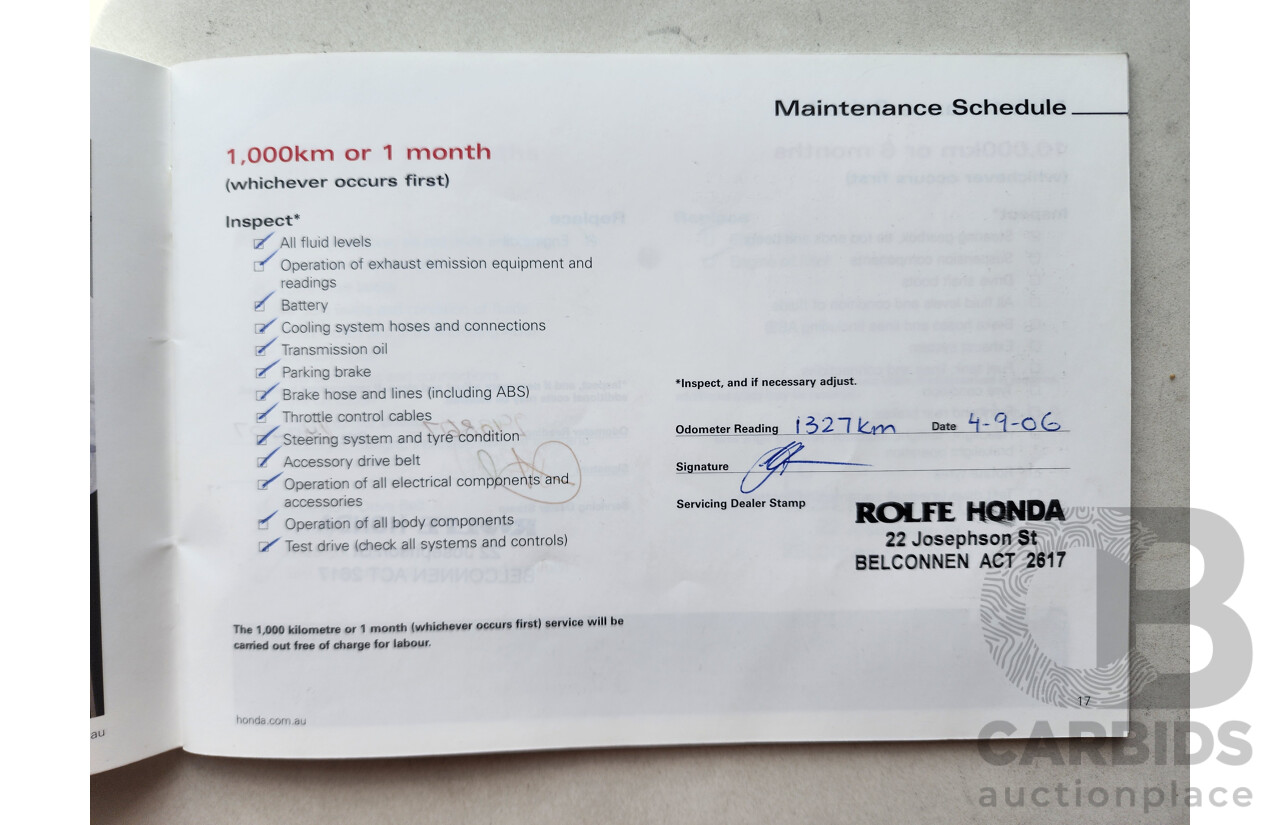 Maintenance Schedule
1,000km or 1 month
(whichever occurs first)
Inspect*
All fluid levels
Operation of exhaust emission equipment and
readings
Battery
Cooling system hoses and connections
Transmission oil
Parking brake
Brake hose and lines (including ABS)
Throttle control cables
Steering system and tyre condition
Accessory drive belt
Operation of all electrical components and
accessories
Operation of all body components
Test drive (check all systems and controls)
The 1,000 kilometre or 1 month (whichever occurs first) service will be
carried out free of charge for labour.
honda.com.au
*Inspect, and if necessary adjust.
Odometer Reading 1327km Date 4-9-06
Signature
Servicing Dealer Stamp
ROLFE HONDA
22 Josephson St
BELCONNEN ACT 2617
17
au
CARBIDS
auctionplace